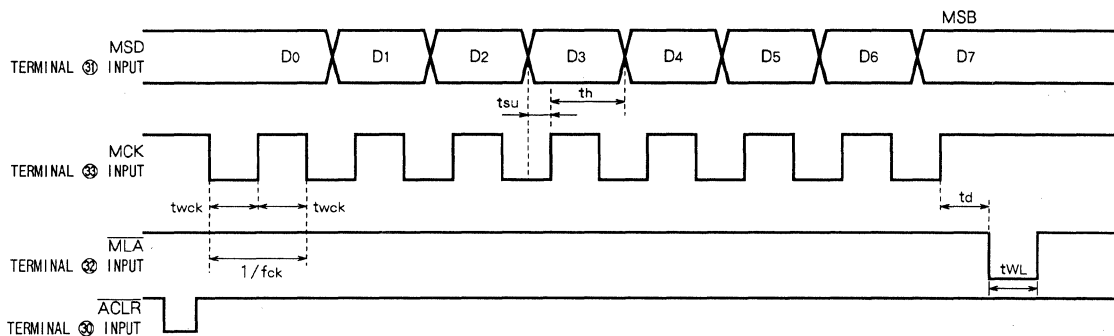 MSB
MSD
TERMINAL ㉛ INPUT
D0 D1 D2 D3 D4 D5 D6 D7
tsu th
MCK
TERMINAL ㉝ INPUT
twck twck td
MLA
TERMINAL ㉜ INPUT
1/fck tWL
ACLR
TERMINAL ㉚ INPUT